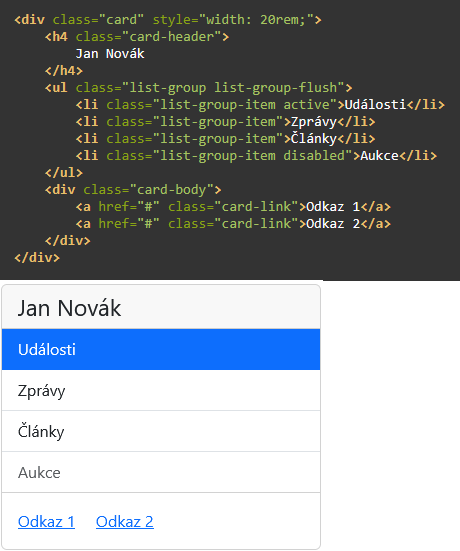 <div class="card" style="width: 20rem;">
    <h4 class="card-header">
        Jan Novák
    </h4>
    <ul class="list-group list-group-flush">
        <li class="list-group-item active">Události</li>
        <li class="list-group-item">Zprávy</li>
        <li class="list-group-item">Články</li>
        <li class="list-group-item disabled">Aukce</li>
    </ul>
    <div class="card-body">
        <a href="#" class="card-link">Odkaz 1</a>
        <a href="#" class="card-link">Odkaz 2</a>
    </div>
</div>
Jan Novák
Události
Zprávy
Články
Aukce
Odkaz 1 Odkaz 2